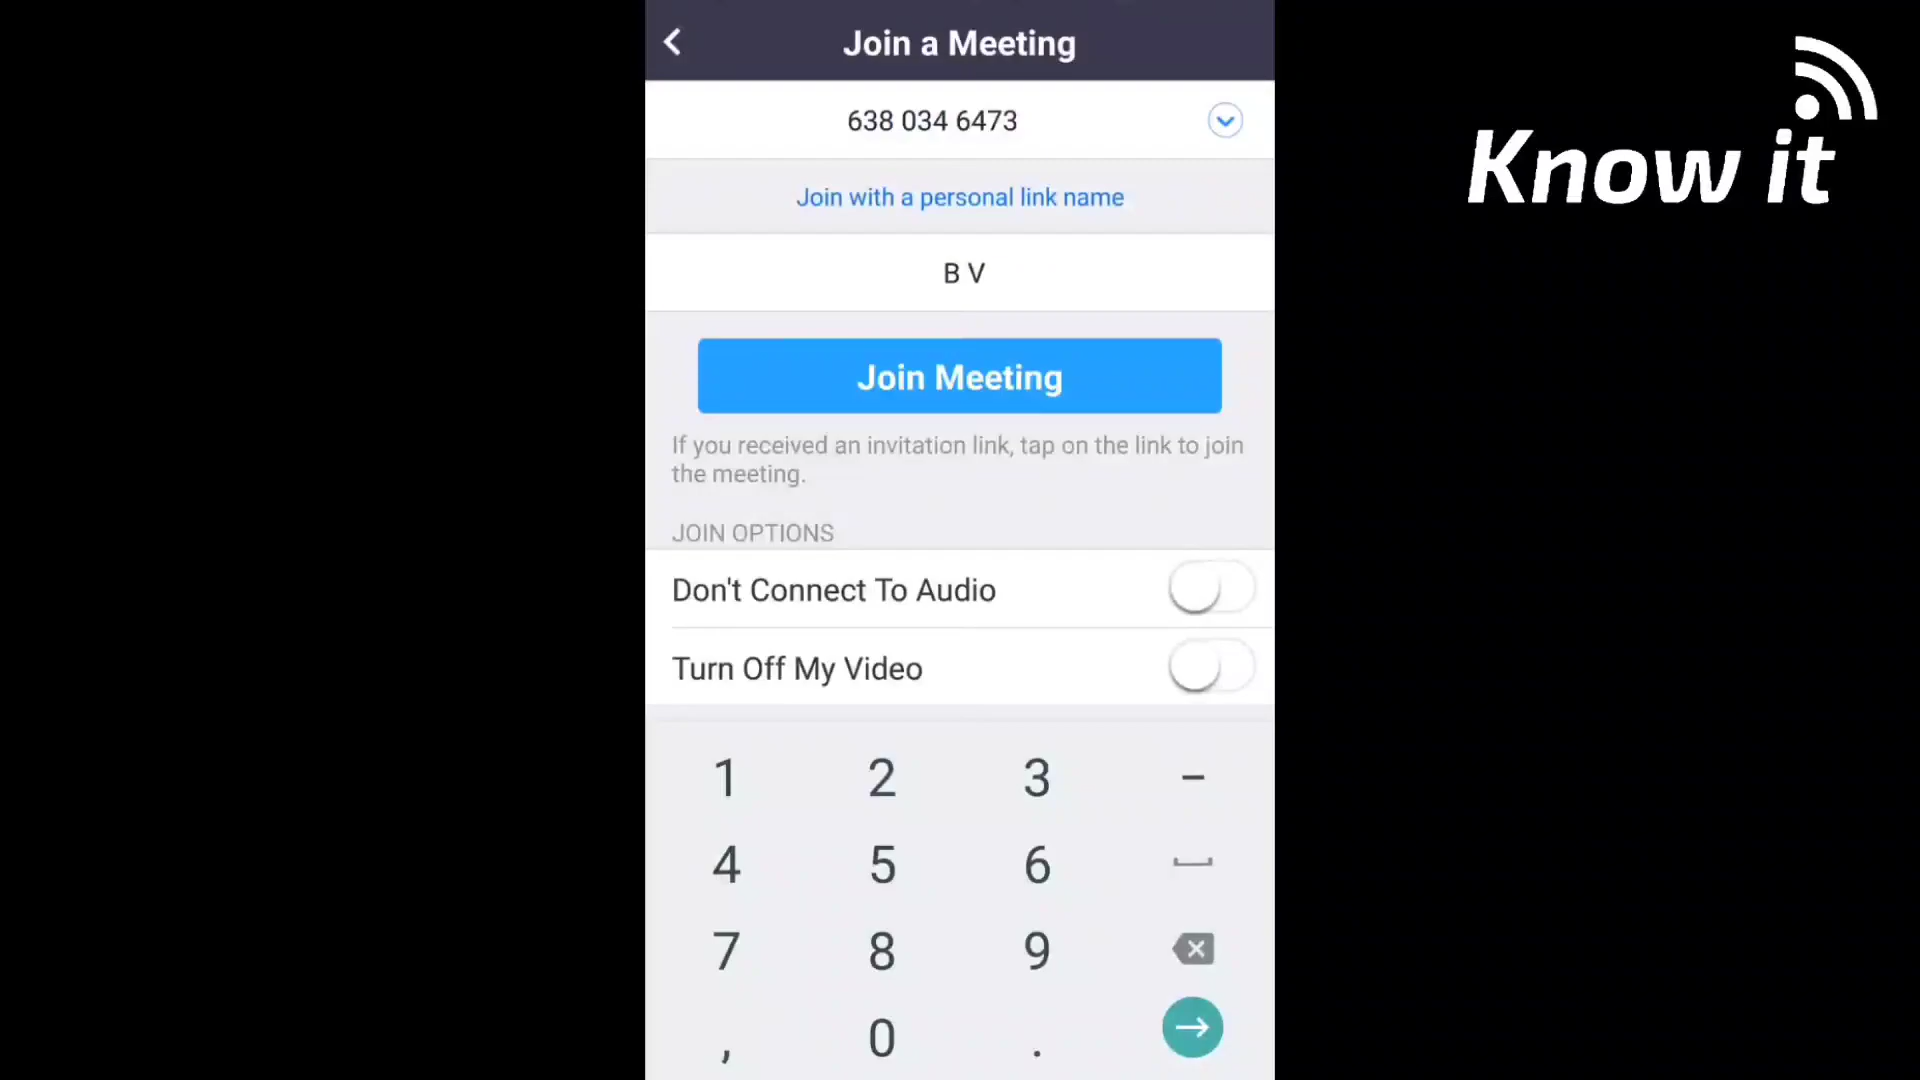 Join a Meeting
638 034 6473
Join with a personal link name
B V
Join Meeting
If you received an invitation link, tap on the link to join
the meeting.
JOIN OPTIONS
Don't Connect To Audio
Turn Off My Video
1 2 3 –
4 5 6
7 8 9
, 0 .
Know it